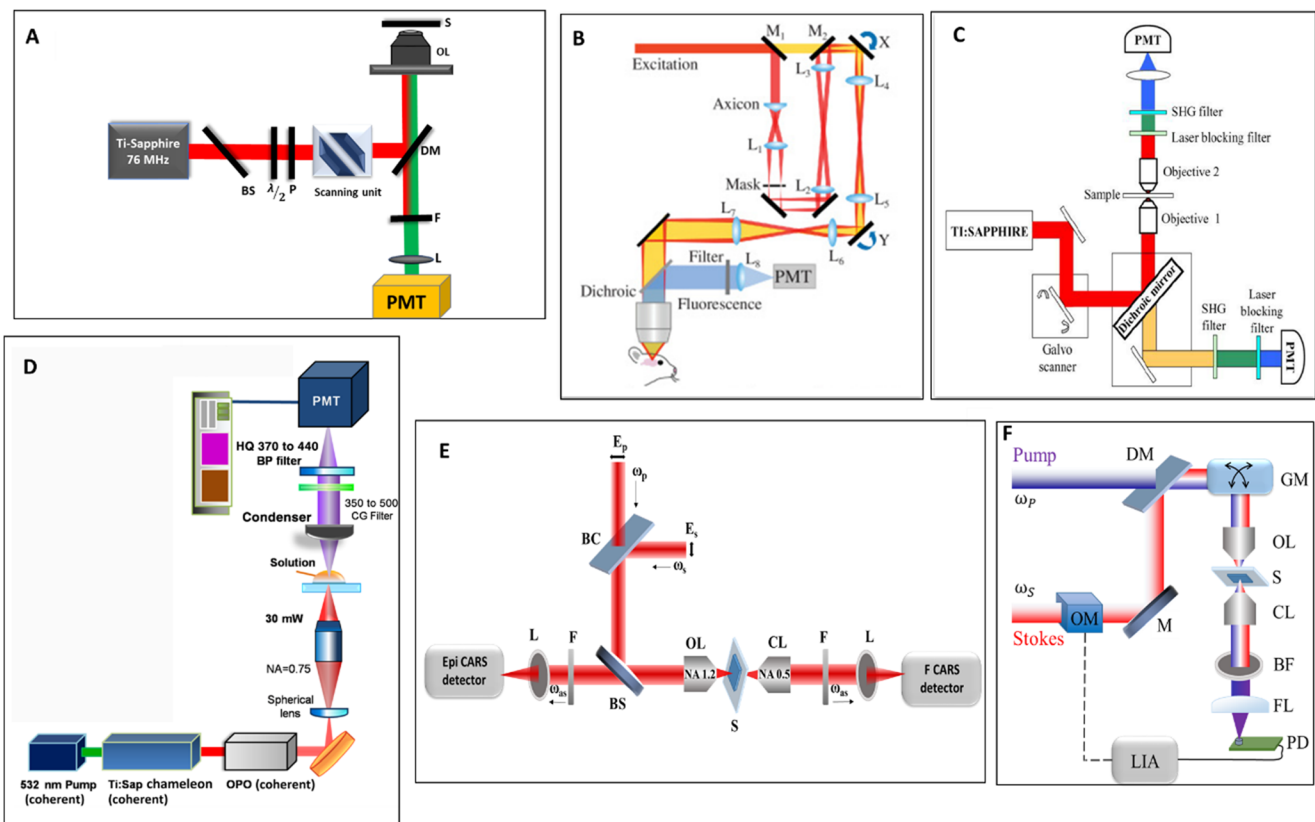 A
S
OL
Ti-Sapphire
76 MHz
DM
BS
λ/2
P
Scanning unit
F
L
PMT
B
M1
M2
X
Excitation
L3
L4
Axicon
L1
Mask
L2
L5
L7
L6
Y
Filter
L8
PMT
Dichroic
Fluorescence
C
PMT
SHG filter
Laser blocking filter
Objective 2
Sample
Objective 1
TI:SAPPHIRE
Dichroic mirror
Galvo
scanner
SHG
filter
Laser
blocking
filter
PMT
D
PMT
HQ 370 to 440
BP filter
350 to 500
CG Filter
Condenser
Solution
30 mW
NA=0.75
Spherical
lens
532 nm Pump
(coherent)
Ti:Sap chameleon
(coherent)
OPO (coherent)
E
Ep
ωp
BC
Es
ωs
L
F
OL
CL
F
L
Epi CARS
detector
NA 1.2
NA 0.5
F CARS
detector
ωas
BS
S
ωas
F
Pump
DM
GM
ωP
OL
S
ωS
CL
OM
M
Stokes
BF
FL
PD
LIA